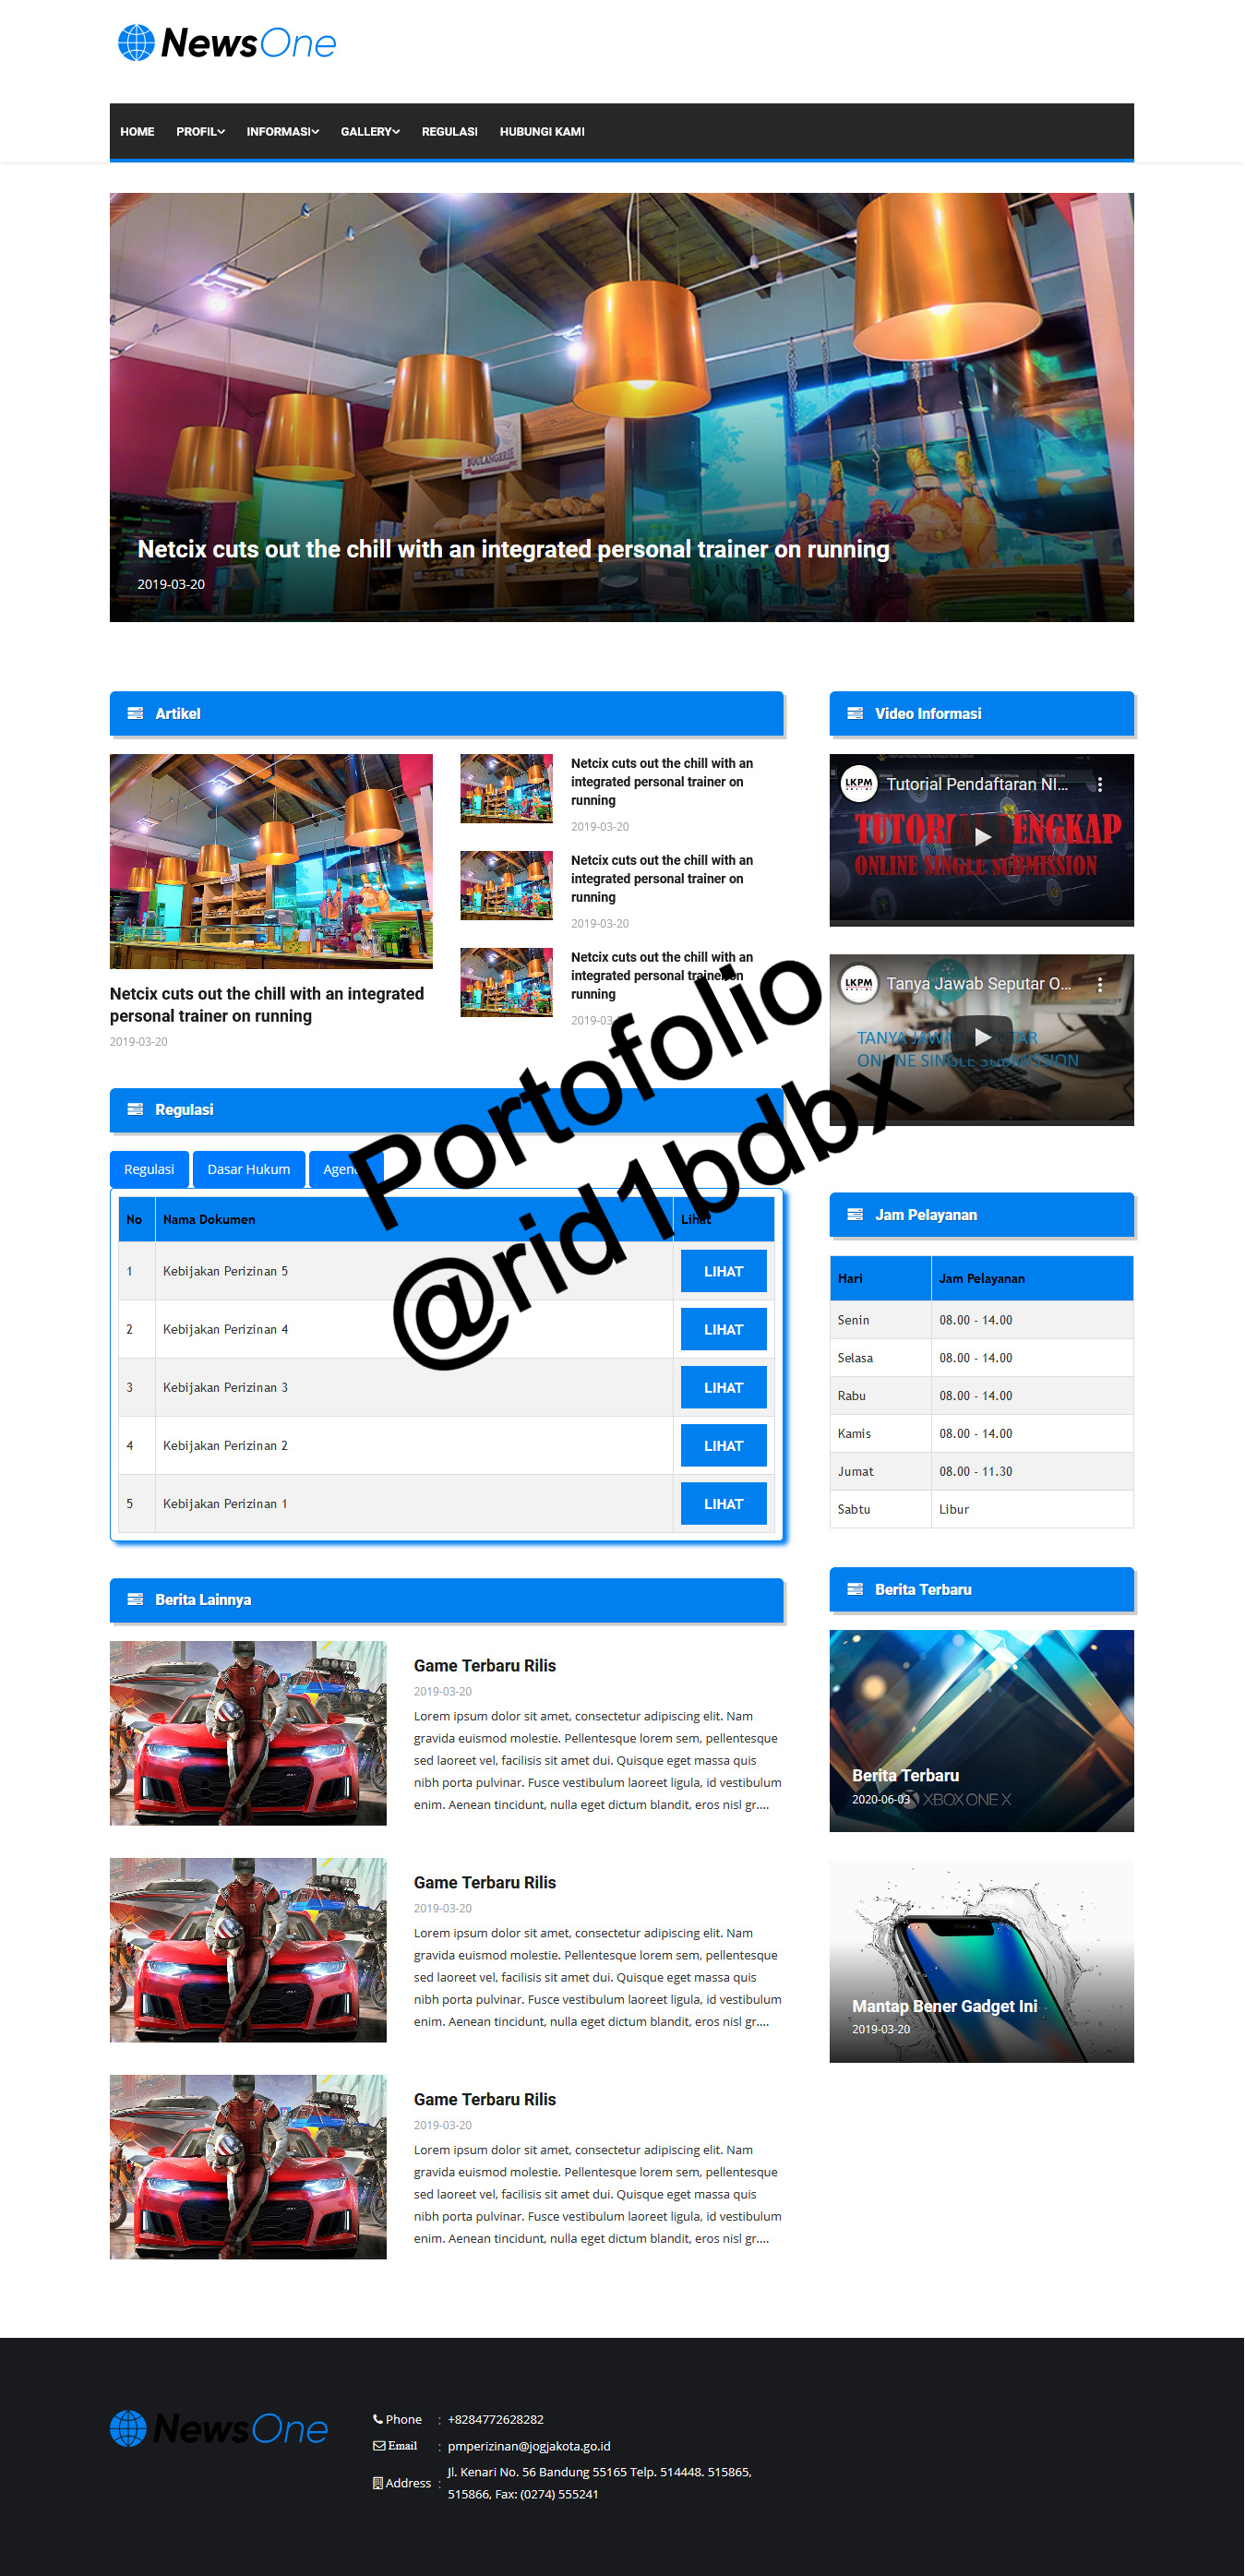 NewsOne
HOME PROFIL INFORMASI GALLERY REGULASI HUBUNGI KAMI
BOULANGERIE
Netcix cuts out the chill with an integrated personal trainer on running
2019-03-20
Artikel
Netcix cuts out the chill with an integrated
personal trainer on running
2019-03-20
Netcix cuts out the chill with an
integrated personal trainer on
running
2019-03-20
Netcix cuts out the chill with an
integrated personal trainer on
running
2019-03-20
Netcix cuts out the chill with an
integrated personal trainer on
running
2019-03-
Portofolio
@rid1bdbx
Regulasi
Regulasi Dasar Hukum
No Nama Dokumen Lihat
1 Kebijakan Perizinan 5 LIHAT
2 Kebijakan Perizinan 4 LIHAT
3 Kebijakan Perizinan 3 LIHAT
4 Kebijakan Perizinan 2 LIHAT
5 Kebijakan Perizinan 1 LIHAT
Berita Lainnya
Game Terbaru Rilis
2019-03-20
Lorem ipsum dolor sit amet, consectetur adipiscing elit. Nam
gravida euismod molestie. Pellentesque lorem sem, pellentesque
sed laoreet vel, facilisis sit amet dui. Quisque eget massa quis
nibh porta pulvinar. Fusce vestibulum laoreet ligula, id vestibulum
enim. Aenean tincidunt, nulla eget dictum blandit, eros nisl gr....
Game Terbaru Rilis
2019-03-20
Lorem ipsum dolor sit amet, consectetur adipiscing elit. Nam
gravida euismod molestie. Pellentesque lorem sem, pellentesque
sed laoreet vel, facilisis sit amet dui. Quisque eget massa quis
nibh porta pulvinar. Fusce vestibulum laoreet ligula, id vestibulum
enim. Aenean tincidunt, nulla eget dictum blandit, eros nisl gr....
Game Terbaru Rilis
2019-03-20
Lorem ipsum dolor sit amet, consectetur adipiscing elit. Nam
gravida euismod molestie. Pellentesque lorem sem, pellentesque
sed laoreet vel, facilisis sit amet dui. Quisque eget massa quis
nibh porta pulvinar. Fusce vestibulum laoreet ligula, id vestibulum
enim. Aenean tincidunt, nulla eget dictum blandit, eros nisl gr....
Video Informasi
LKPM Tutorial Pendaftaran NI...
ONLINE SINGLE SUBMISSION
LKPM Tanya Jawab Seputar O...
TANYA JAWAB SEPUTAR
ONLINE SINGLE SUBMISSION
Jam Pelayanan
Hari Jam Pelayanan
Senin 08.00 - 14.00
Selasa 08.00 - 14.00
Rabu 08.00 - 14.00
Kamis 08.00 - 14.00
Jumat 08.00 - 11.30
Sabtu Libur
Berita Terbaru
Berita Terbaru
2020-06-03
XBOX ONE X
Mantap Bener Gadget Ini
2019-03-20
NewsOne
Phone : +8284772628282
Email : pmperizinan@jogjakota.go.id
Address : Jl. Kenari No. 56 Bandung 55165 Telp. 514448. 515865,
515866, Fax: (0274) 555241